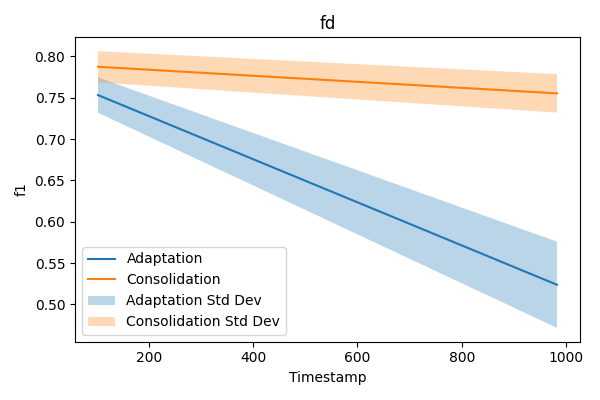 fd
0.80
0.75
0.70
0.65
0.60
0.55
0.50
f1
Adaptation
Consolidation
Adaptation Std Dev
Consolidation Std Dev
200 400 600 800 1000
Timestamp